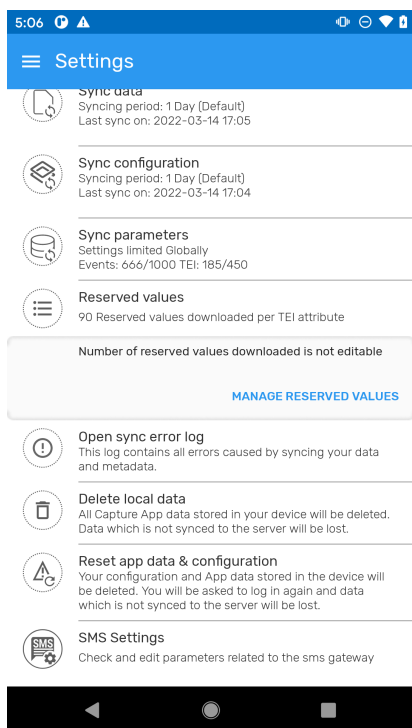 5:06
Settings
Sync data
Syncing period: 1 Day (Default)
Last sync on: 2022-03-14 17:05
Sync configuration
Syncing period: 1 Day (Default)
Last sync on: 2022-03-14 17:04
Sync parameters
Settings limited Globally
Events: 666/1000 TEI: 185/450
Reserved values
90 Reserved values downloaded per TEI attribute
Number of reserved values downloaded is not editable
MANAGE RESERVED VALUES
Open sync error log
This log contains all errors caused by syncing your data
and metadata.
Delete local data
All Capture App data stored in your device will be deleted.
Data which is not synced to the server will be lost.
Reset app data & configuration
Your configuration and App data stored in the device will
be deleted. You will be asked to log in again and data
which is not synced to the server will be lost.
SMS
SMS Settings
Check and edit parameters related to the sms gateway